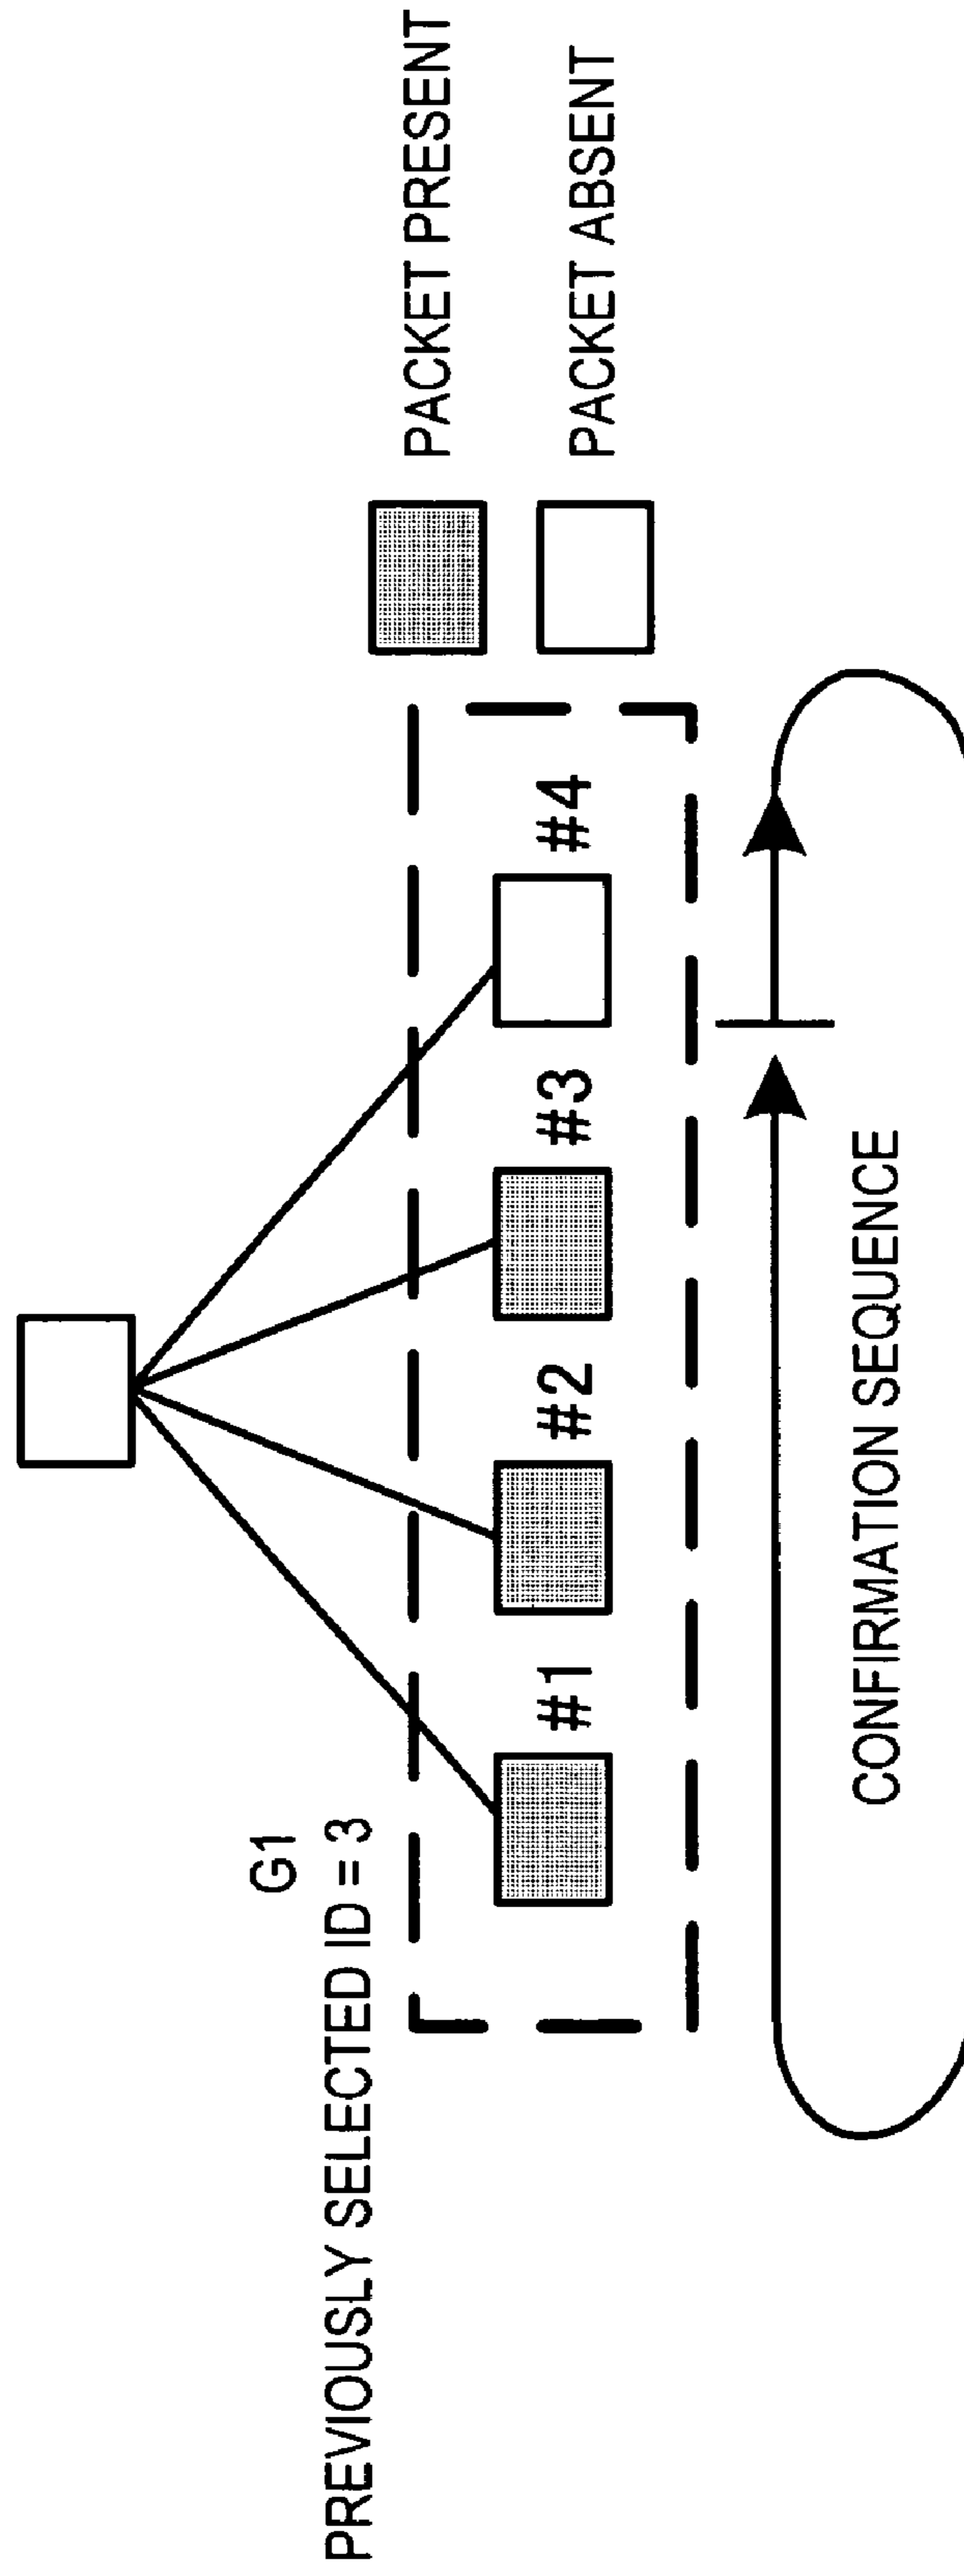 G1
PREVIOUSLY SELECTED ID = 3
PACKET PRESENT
PACKET ABSENT
#1
#2
#3
#4
CONFIRMATION SEQUENCE